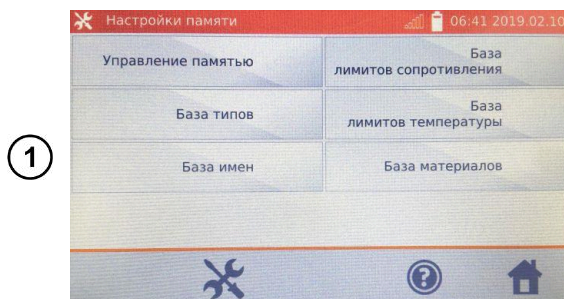 Настройки памяти
06:41 2019.02.10
Управление памятью
База
лимитов сопротивления
База типов
База
лимитов температуры
1
База имен
База материалов
?